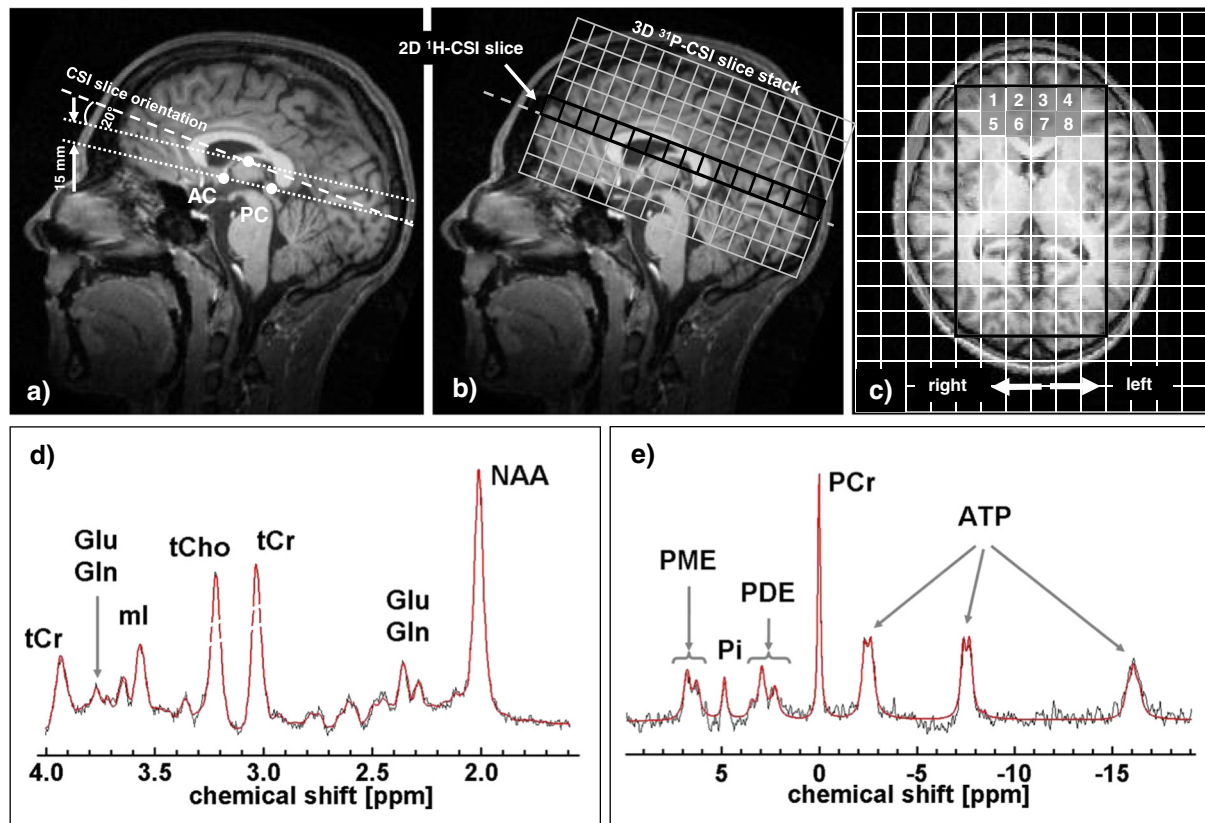 CSI slice orientation
20°
15 mm
AC
PC
a)
2D ¹H-CSI slice
3D ³¹P-CSI slice stack
b)
1 2 3 4
5 6 7 8
c)
right
left
d)
NAA
Glu
Gln
tCho
tCr
mI
tCr
Glu
Gln
4.0 3.5 3.0 2.5 2.0
chemical shift [ppm]
e)
PCr
ATP
PME
PDE
Pi
5 0 -5 -10 -15
chemical shift [ppm]